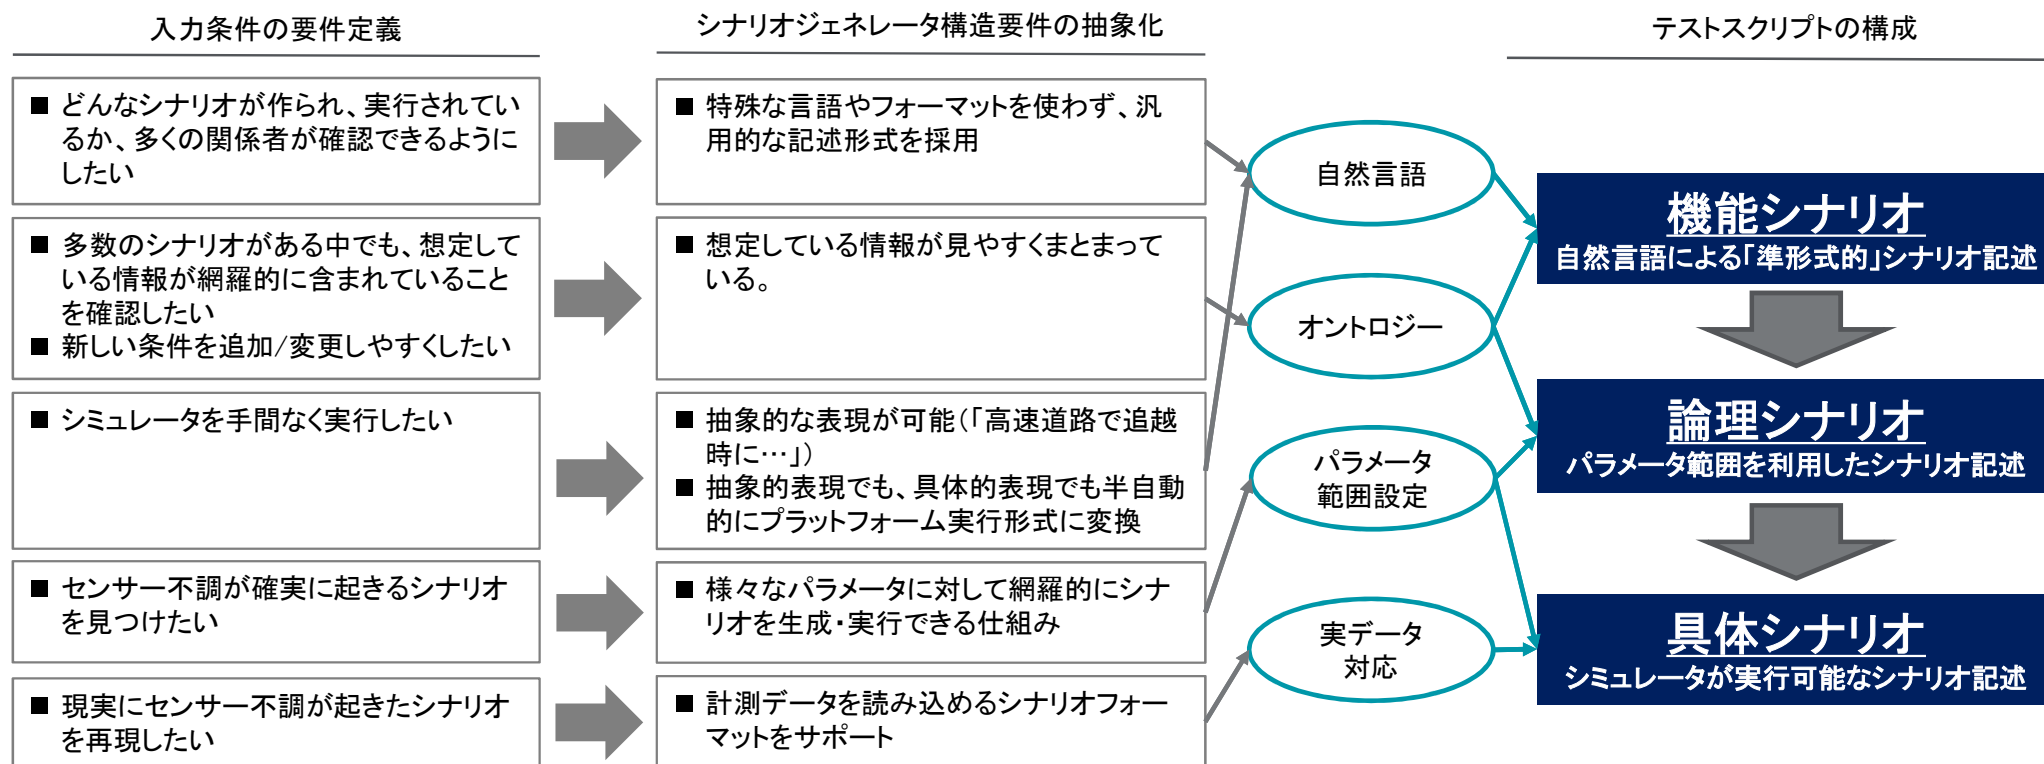 入力条件の要件定義
シナリオジェネレータ構造要件の抽象化
テストスクリプトの構成
■ どんなシナリオが作られ、実行されてい
るか、多くの関係者が確認できるように
したい
■ 多数のシナリオがある中でも、想定して
いる情報が網羅的に含まれていること
を確認したい
■ 新しい条件を追加/変更しやすくしたい
■ シミュレータを手間なく実行したい
■ センサー不調が確実に起きるシナリオ
を見つけたい
■ 現実にセンサー不調が起きたシナリオ
を再現したい
■ 特殊な言語やフォーマットを使わず、汎
用的な記述形式を採用
■ 想定している情報が見やすくまとまって
いる。
■ 抽象的な表現が可能(「高速道路で追越
時に…」)
■ 抽象的表現でも、具体的表現でも半自動
的にプラットフォーム実行形式に変換
■ 様々なパラメータに対して網羅的にシナ
リオを生成・実行できる仕組み
■ 計測データを読み込めるシナリオフォー
マットをサポート
自然言語
オントロジー
パラメータ
範囲設定
実データ
対応
機能シナリオ
自然言語による「準形式的」シナリオ記述
論理シナリオ
パラメータ範囲を利用したシナリオ記述
具体シナリオ
シミュレータが実行可能なシナリオ記述